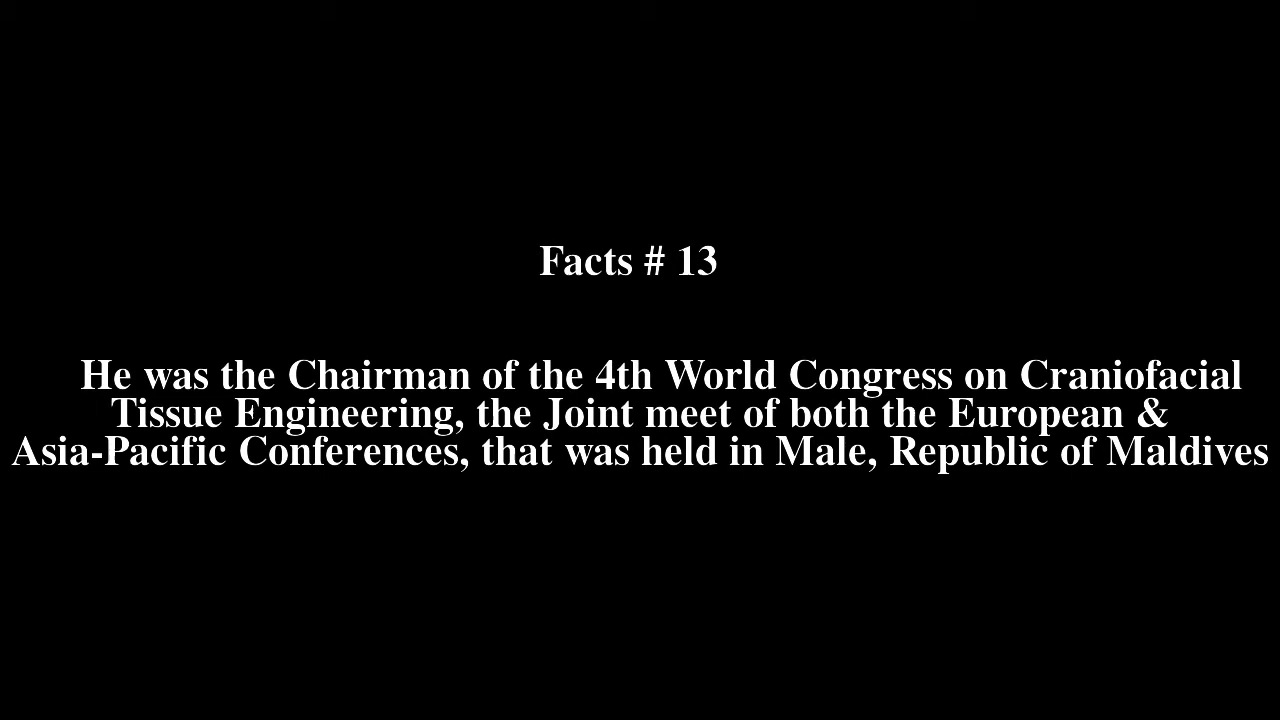 Facts # 13
He was the Chairman of the 4th World Congress on Craniofacial
Tissue Engineering, the Joint meet of both the European &
Asia-Pacific Conferences, that was held in Male, Republic of Maldives